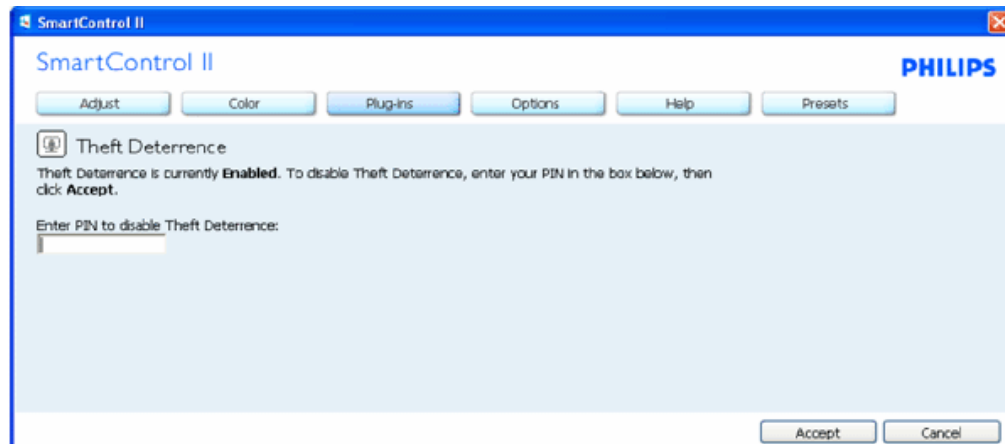 SmartControl II
SmartControl II
PHILIPS
Adjust Color Plug-ins Options Help Presets
Theft Deterrence
Theft Deterrence is currently Enabled. To disable Theft Deterrence, enter your PIN in the box below, then
click Accept.
Enter PIN to disable Theft Deterrence:
Accept Cancel